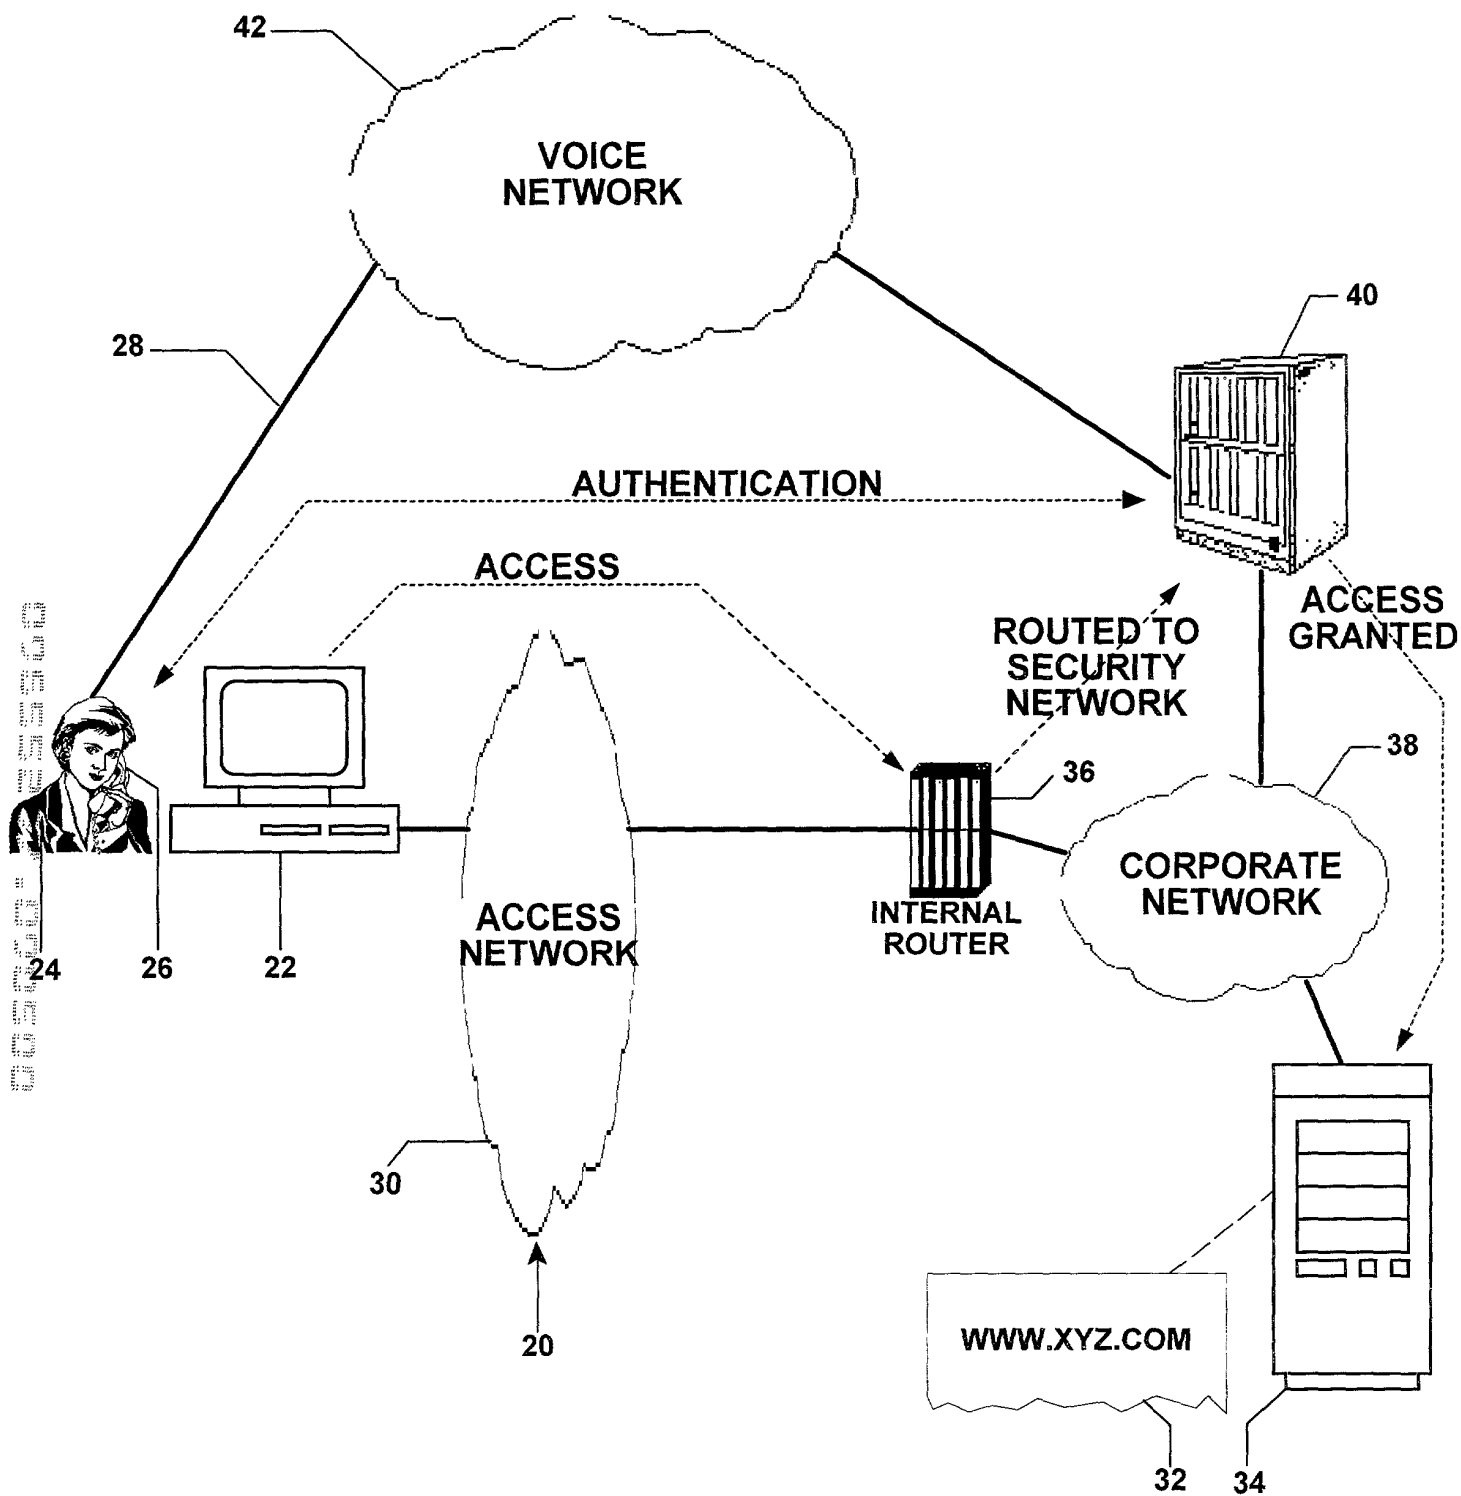 42
VOICE
NETWORK
40
28
AUTHENTICATION
ACCESS
ACCESS
GRANTED
ROUTED TO
SECURITY
NETWORK
38
36
CORPORATE
NETWORK
INTERNAL
ROUTER
ACCESS
NETWORK
24
26
22
30
20
WWW.XYZ.COM
32
34